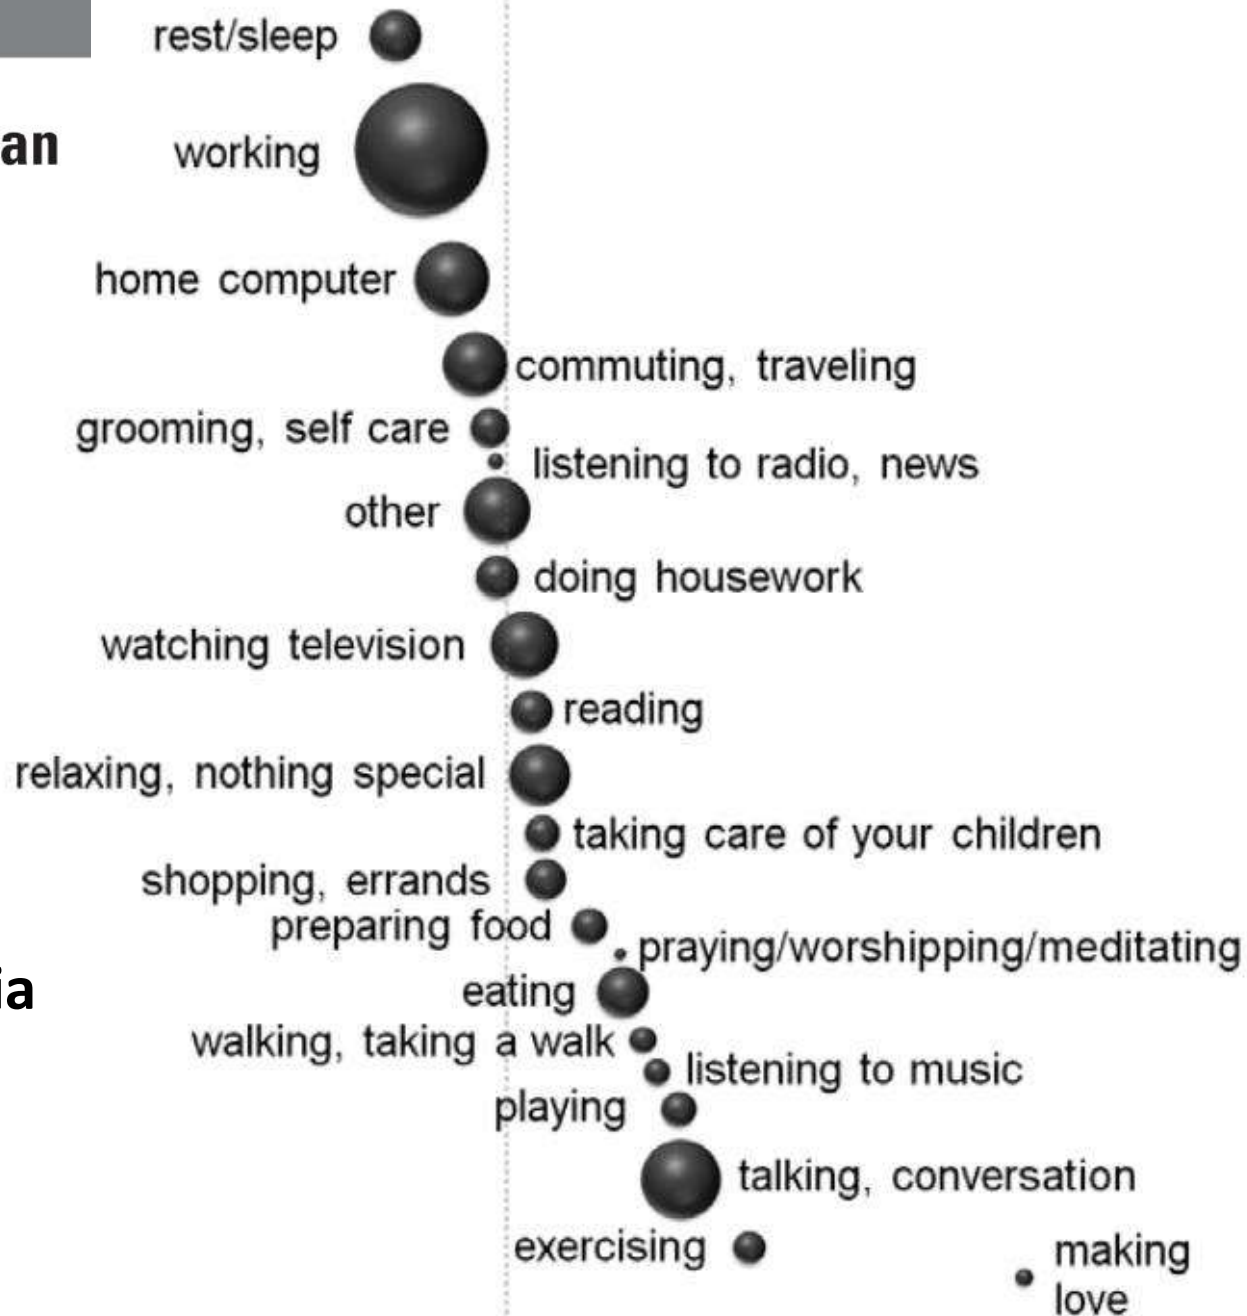 rest/sleep
an
working
home computer
commuting, traveling
grooming, self care
listening to radio, news
other
doing housework
watching television
reading
relaxing, nothing special
taking care of your children
shopping, errands
preparing food
praying/worshipping/meditating
ia
eating
walking, taking a walk
listening to music
playing
talking, conversation
exercising
making
love